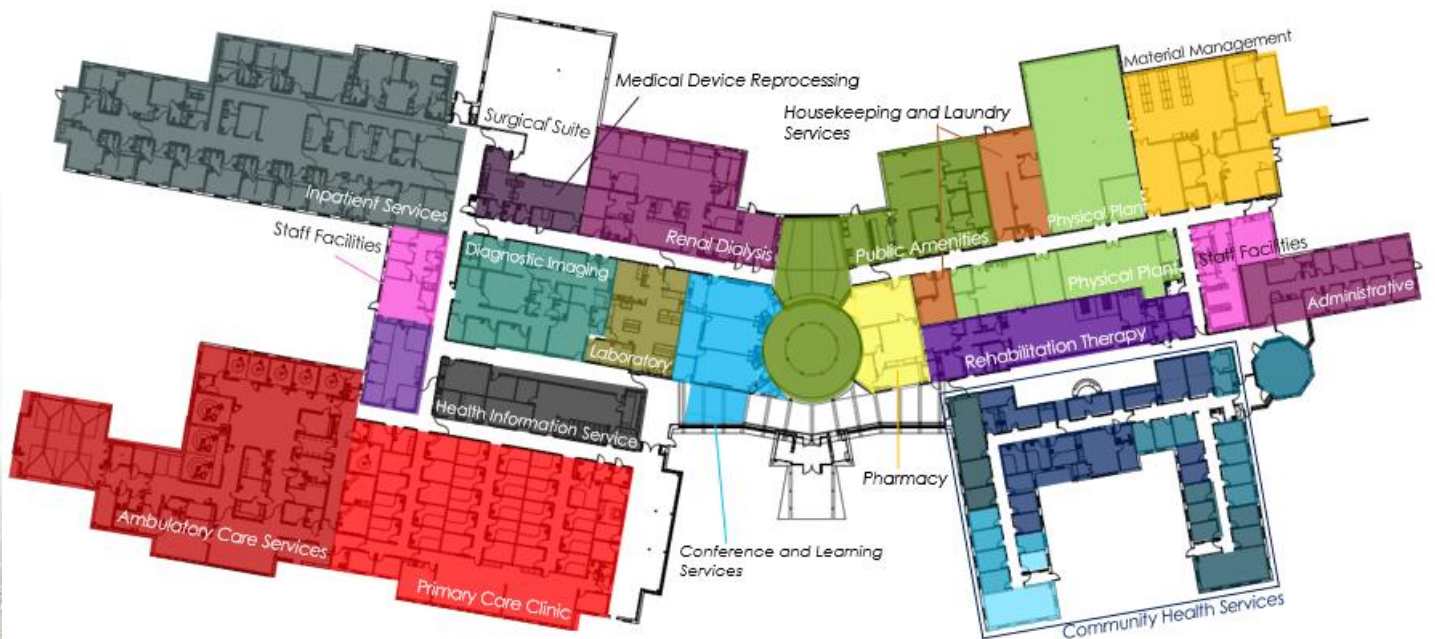 Material Management
Medical Device Reprocessing
Surgical Suite
Housekeeping and Laundry
Services
Inpatient Services
Physical Plant
Staff Facilities
Renal Dialysis
Public Amenities
Diagnostic Imaging
Staff Facilities
Physical Plant
Administrative
Laboratory
Rehabilitation Therapy
Health Information Service
Pharmacy
Ambulatory Care Services
Conference and Learning
Services
Primary Care Clinic
Community Health Services